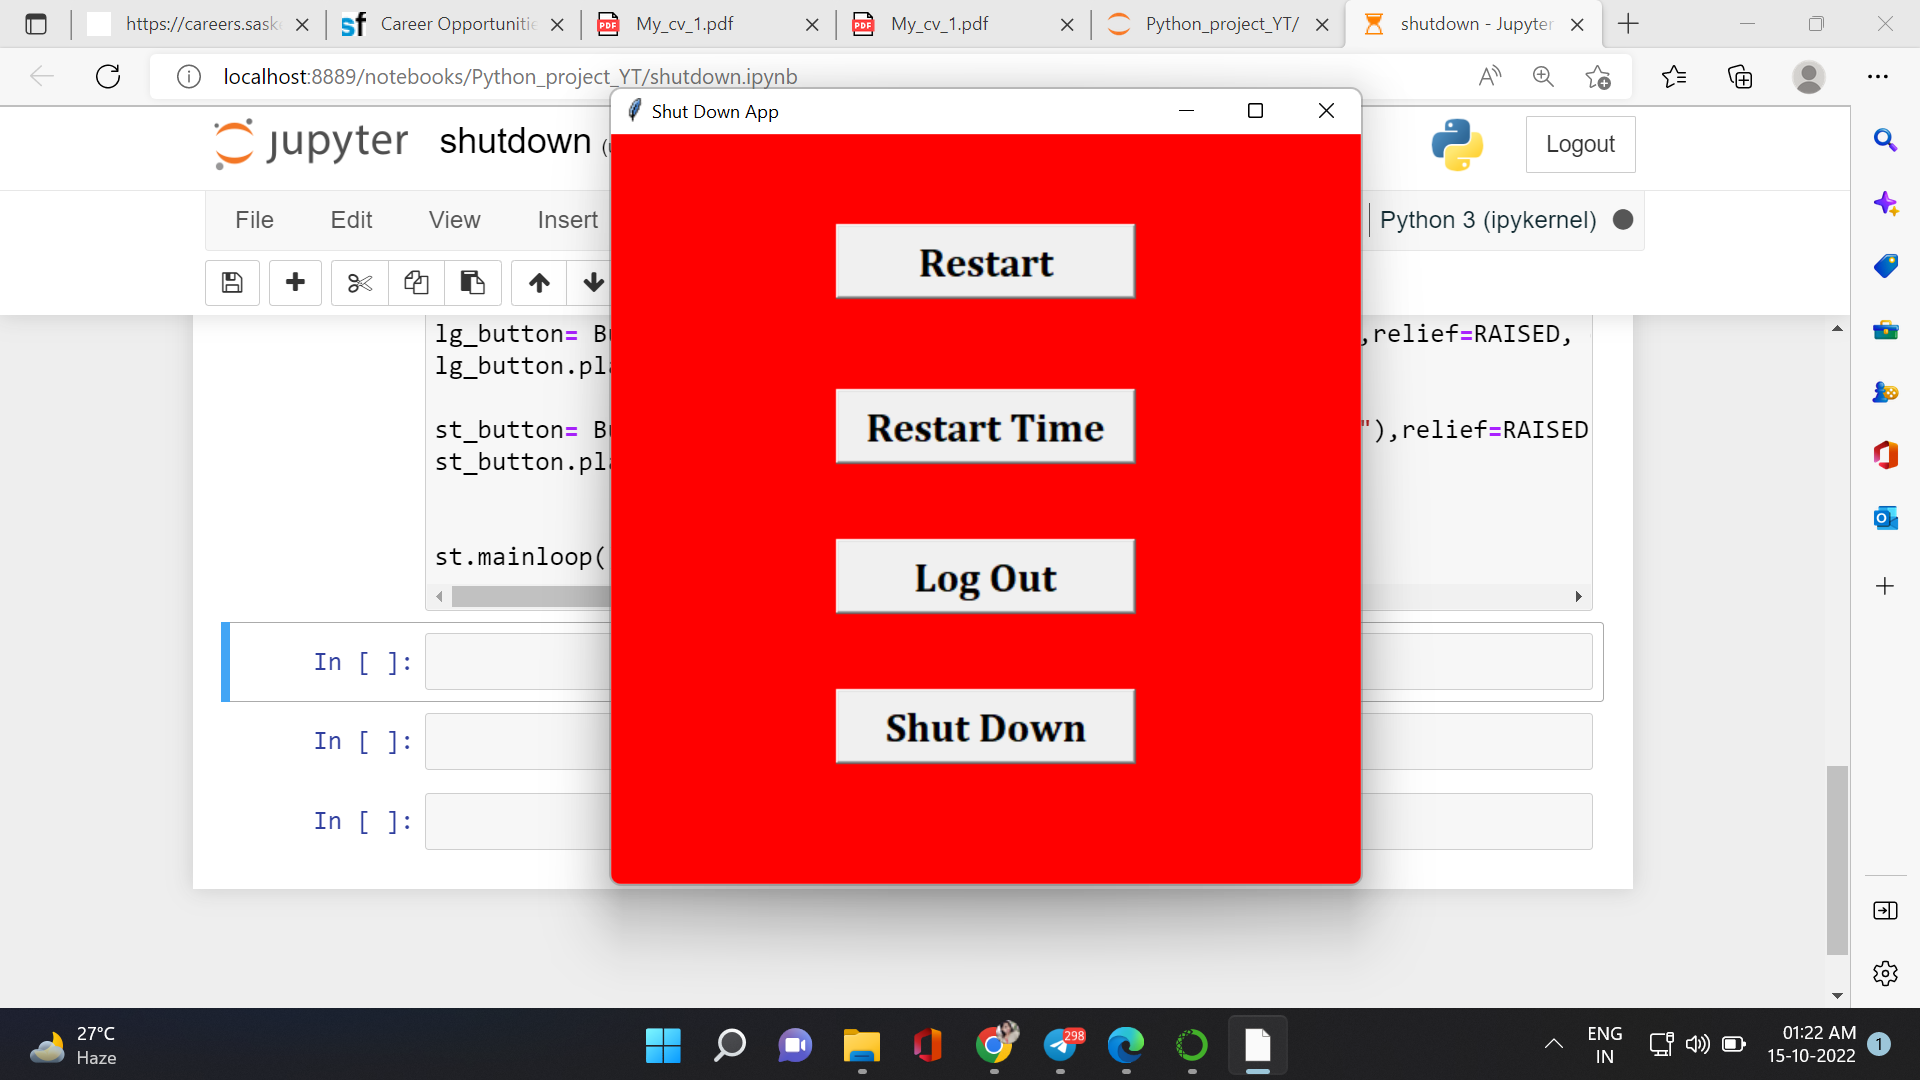 https://careers.sask
Career Opportuniti
My_cv_1.pdf
My_cv_1.pdf
Python_project_YT/
shutdown - Jupyter
localhost:8889/notebooks/Python_project_YT/shutdown.ipynb
Shut Down App
jupyter shutdown
Logout
File Edit View Insert
Python 3 (ipykernel)
Restart
lg_button= B ,relief=RAISED,
lg_button.pla
Restart Time
st_button= B "),relief=RAISED
st_button.pla
st.mainloop(
Log Out
In [ ]:
Shut Down
In [ ]:
In [ ]:
27°C
Haze
298
ENG
IN
01:22 AM
15-10-2022
1